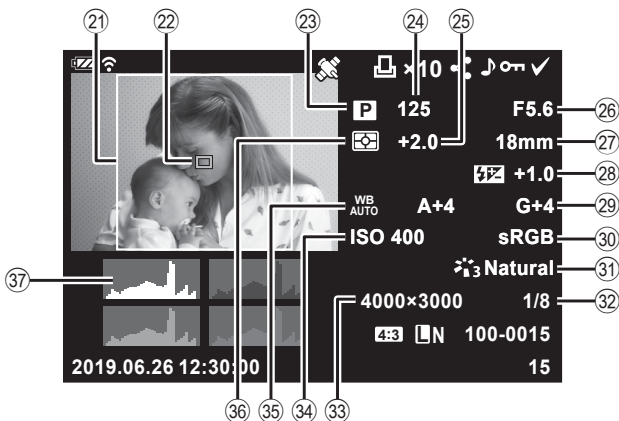 21 22 23 24 25
×10
P 125 F5.6 26
+2.0 18mm 27
+1.0 28
WB AUTO A+4 G+4 29
ISO 400 sRGB 30
3 Natural 31
37
4000×3000 1/8 32
4:3 L N 100-0015
2019.06.26 12:30:00 15
36 35 34 33